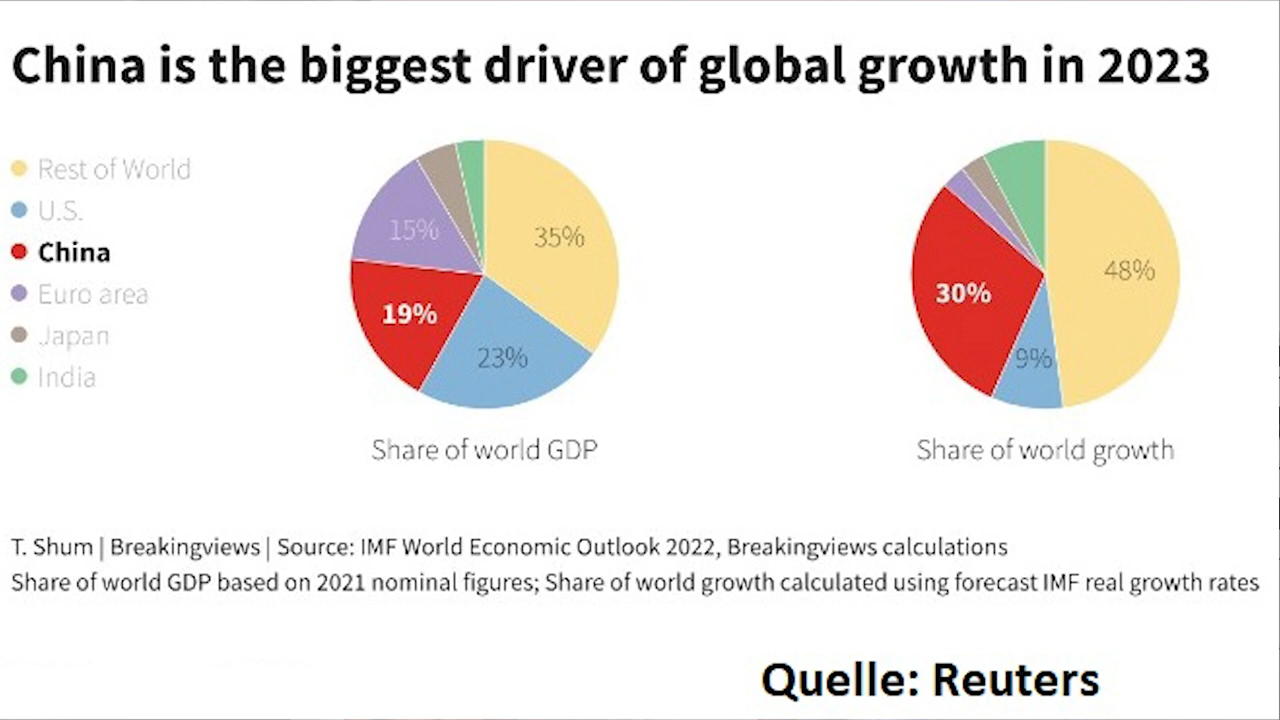 China is the biggest driver of global growth in 2023
Rest of World
U.S.
China
Euro area
Japan
India
35%
23%
19%
15%
Share of world GDP
48%
9%
30%
Share of world growth
T. Shum | Breakingviews | Source: IMF World Economic Outlook 2022, Breakingviews calculations
Share of world GDP based on 2021 nominal figures; Share of world growth calculated using forecast IMF real growth rates
Quelle: Reuters